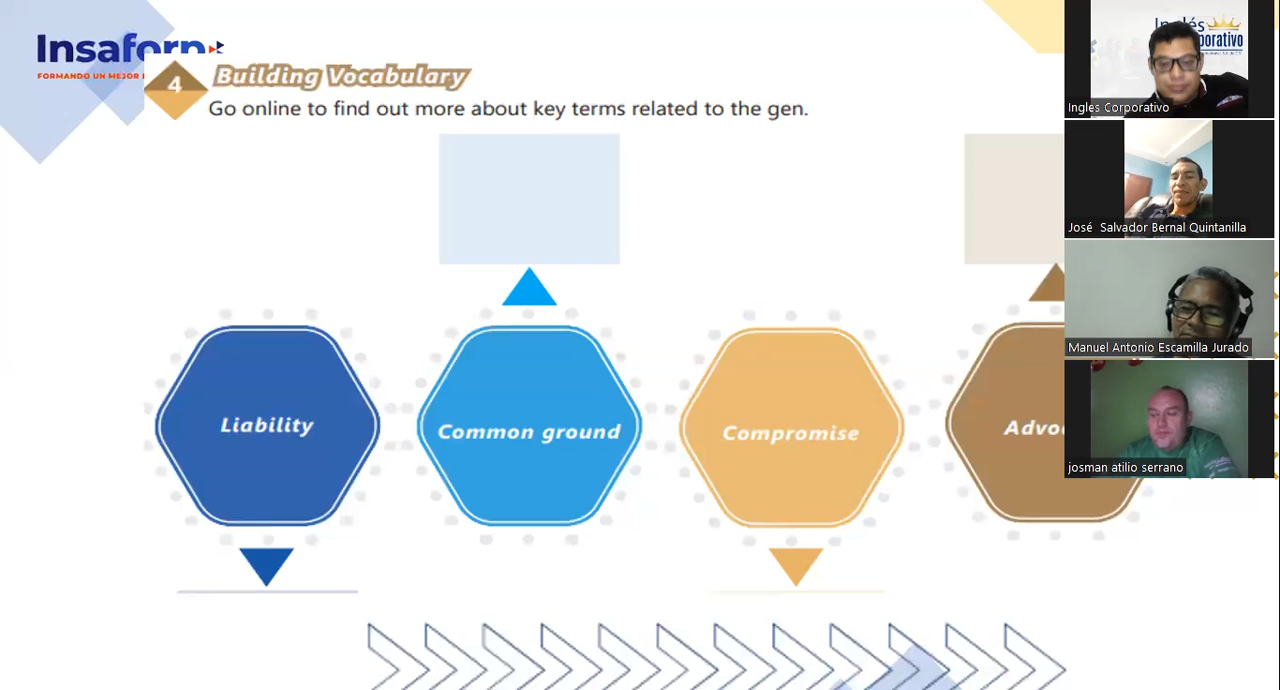 Insaforp
FORMANDO UN MEJOR
4 Building Vocabulary
Go online to find out more about key terms related to the gen.
Liability
Common ground
Compromise
Advo
Inglés
Corporativo
Ingles Corporativo
José Salvador Bernal Quintanilla
Manuel Antonio Escamilla Jurado
josman atilio serrano